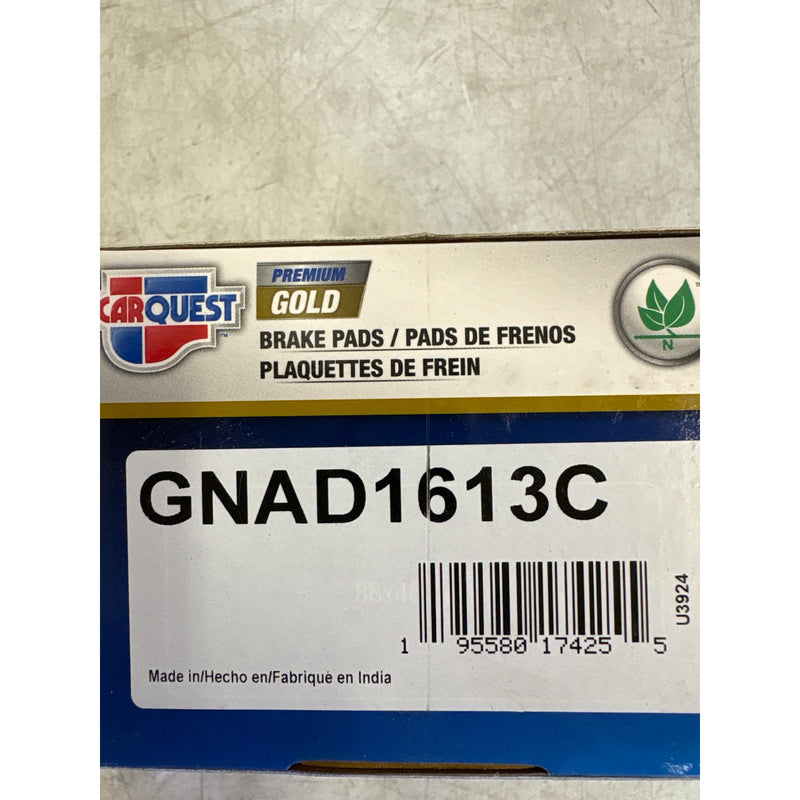 CARQUEST
™
PREMIUM
GOLD
BRAKE PADS / PADS DE FRENOS
PLAQUETTES DE FREIN
N
GNAD1613C
1 95580 17425 5
U3924
Made in/Hecho en/Fabriqué en India